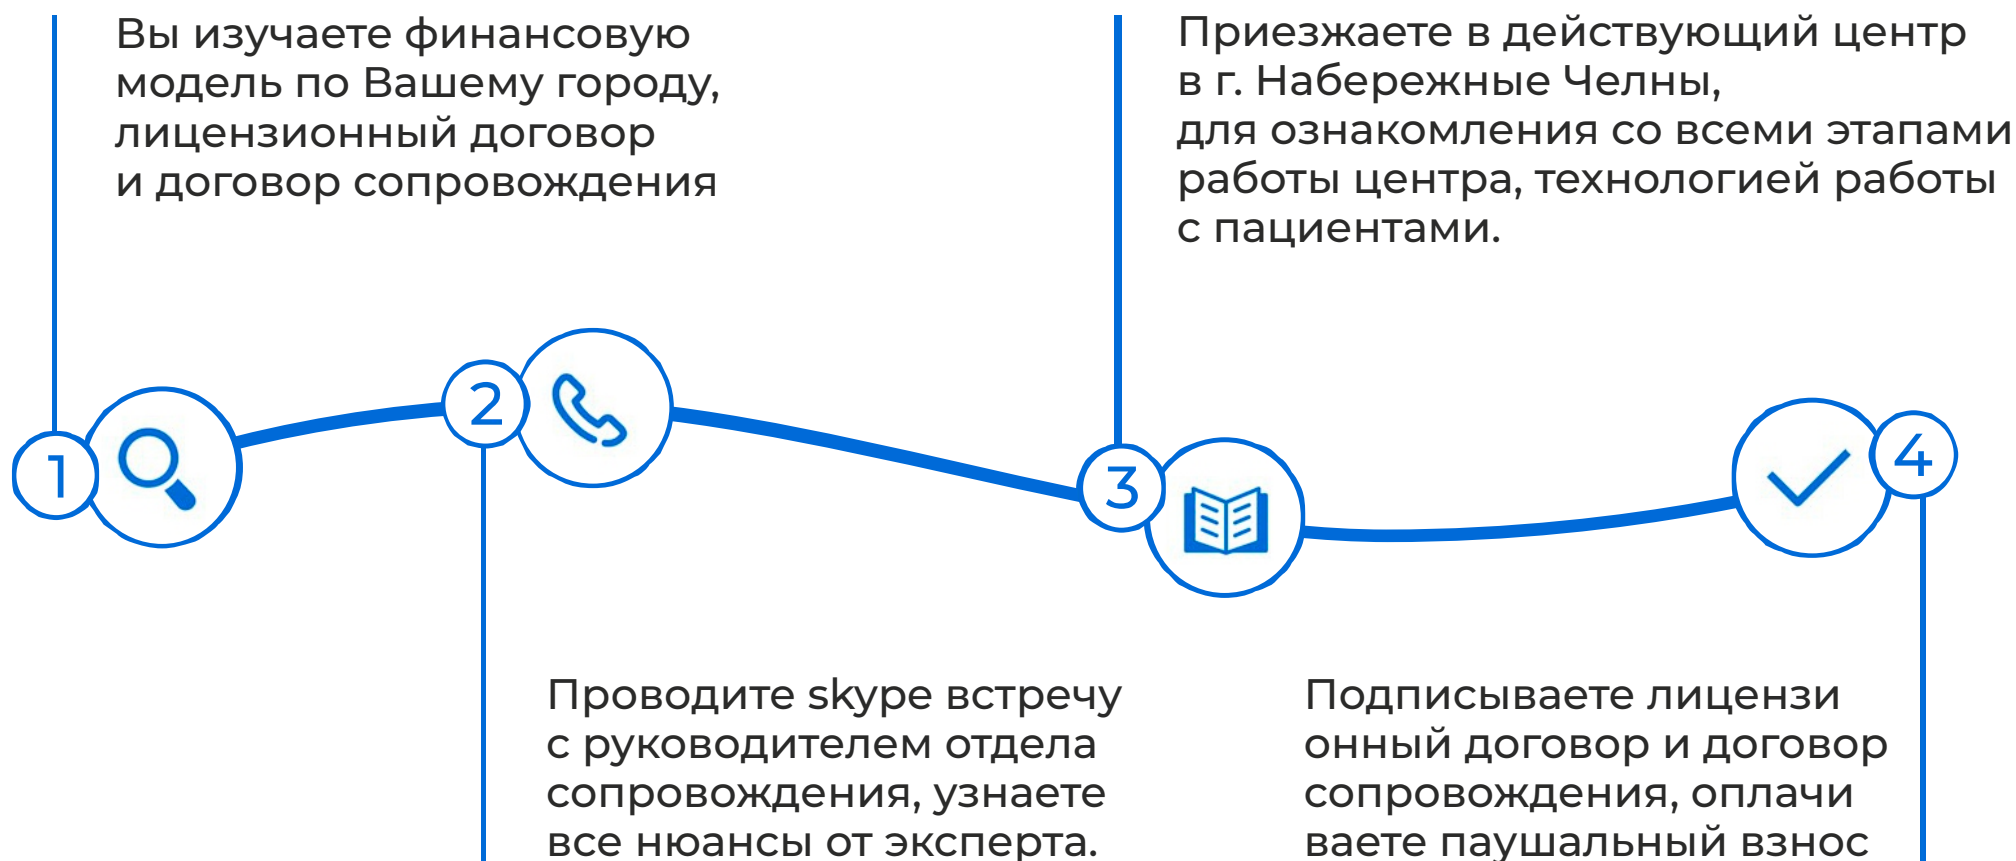 Вы изучаете финансовую
модель по Вашему городу,
лицензионный договор
и договор сопровождения
Приезжаете в действующий центр
в г. Набережные Челны,
для ознакомления со всеми этапами
работы центра, технологией работы
с пациентами.
1
2
3
4
Проводите skype встречу
с руководителем отдела
сопровождения, узнаете
все нюансы от эксперта.
Подписываете лицензи
онный договор и договор
сопровождения, оплачи
ваете паушальный взнос